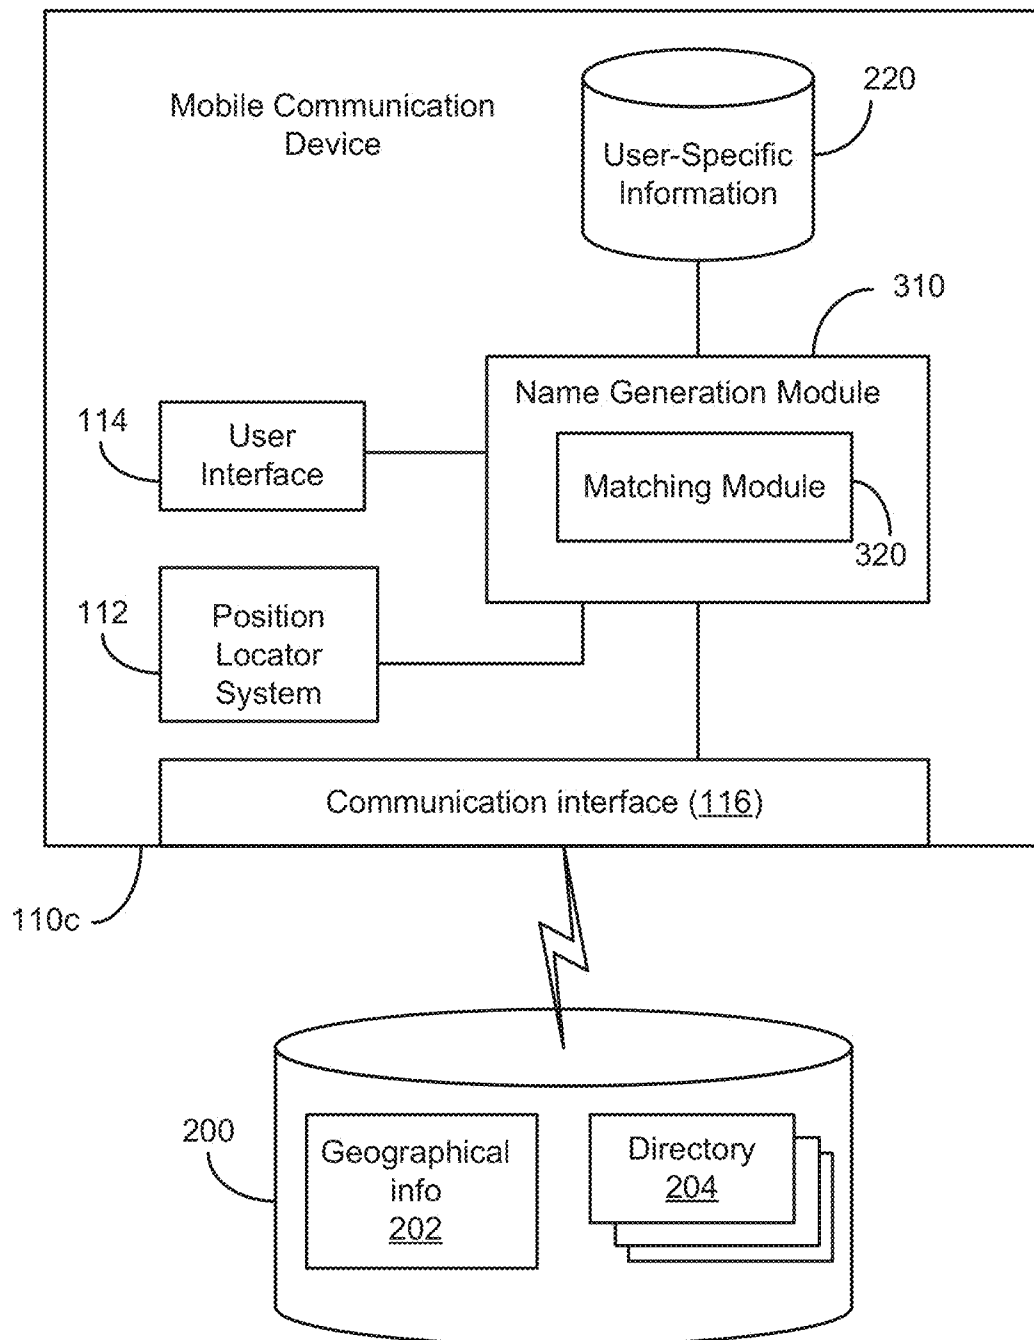 Mobile Communication
Device
220
User-Specific
Information
310
Name Generation Module
114
User
Interface
Matching Module
320
112
Position
Locator
System
Communication interface (116)
110c
200
Geographical
info
202
Directory
204